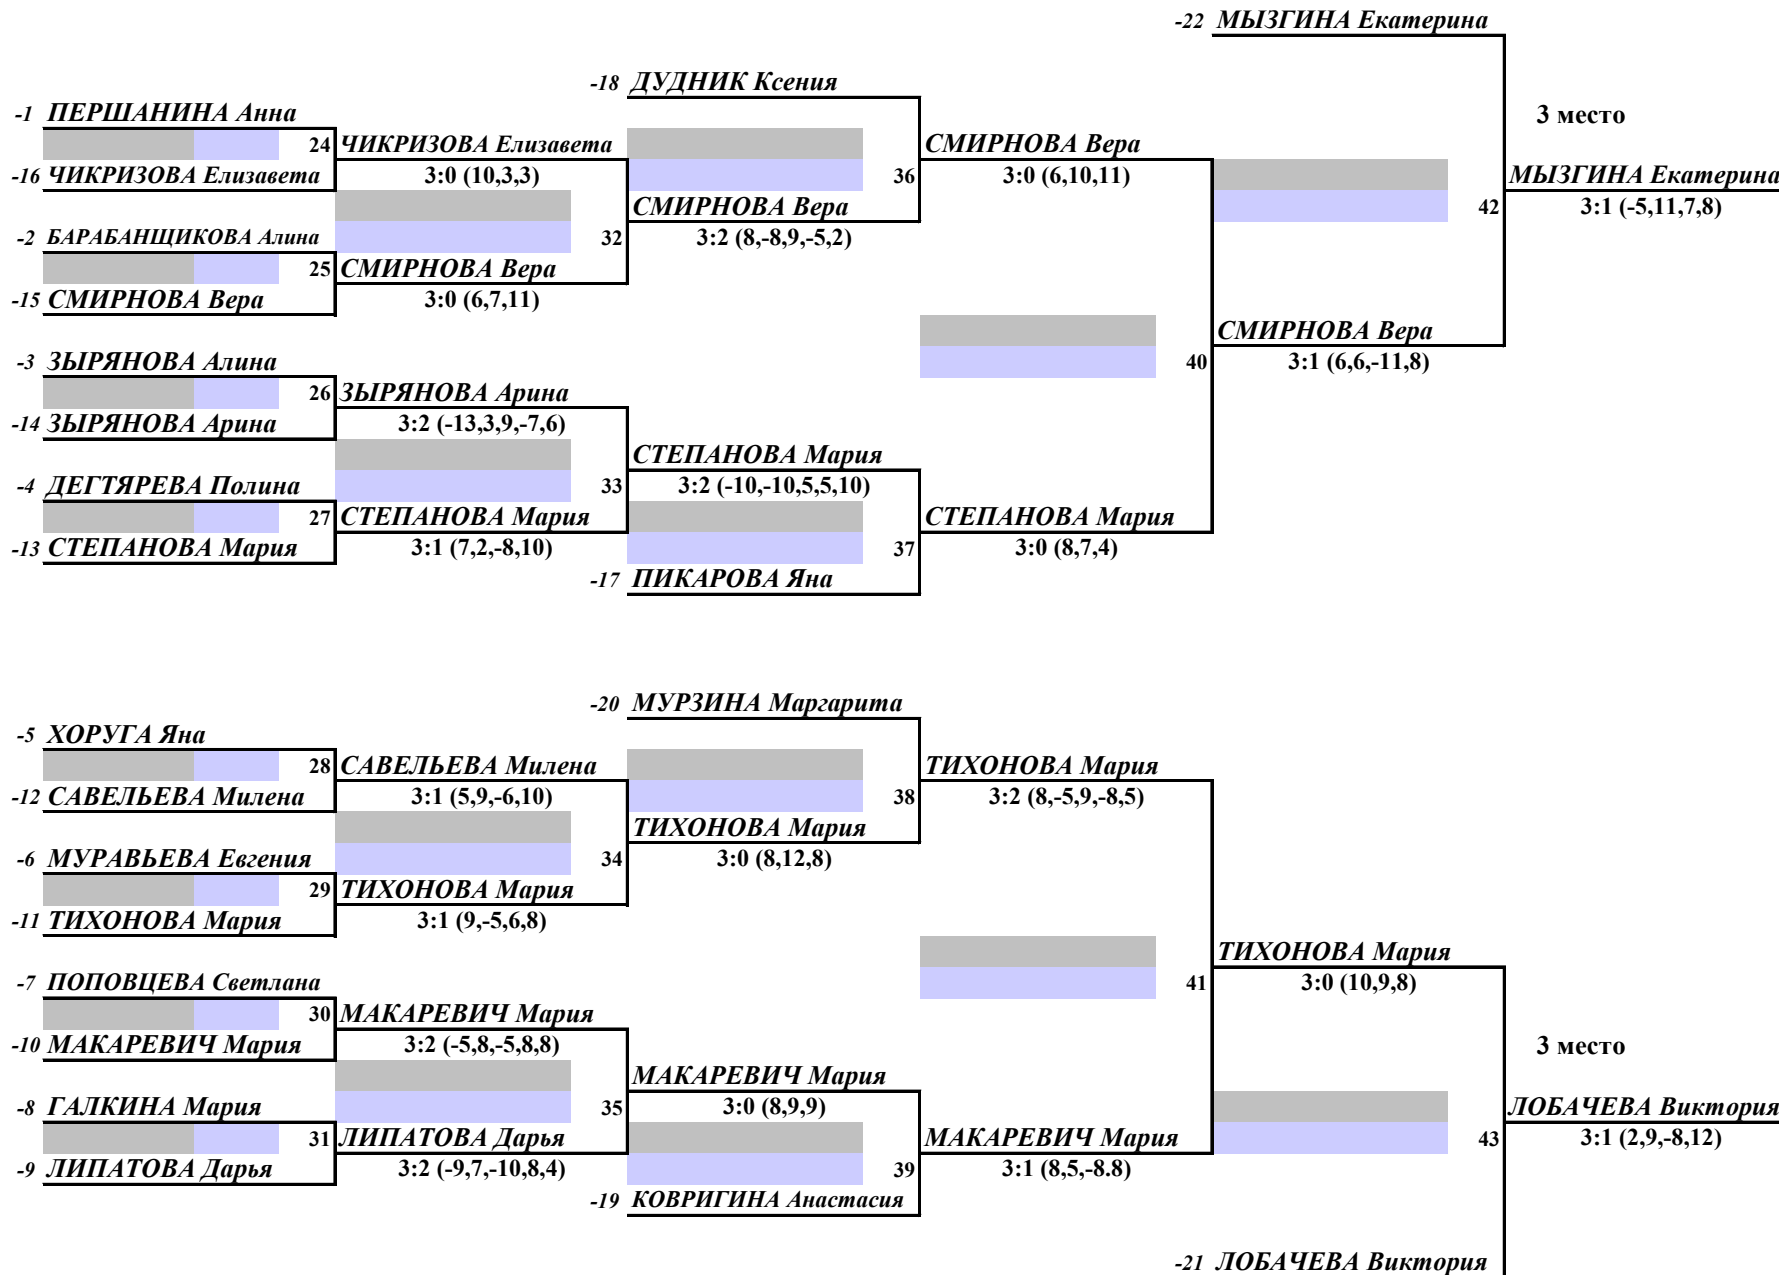 -22 МЫЗГИНА Екатерина
-18 ДУДНИК Ксения
-1 ПЕРШАНИНА Анна
3 место
24 ЧИКРИЗОВА Елизавета
СМИРНОВА Вера
-16 ЧИКРИЗОВА Елизавета
3:0 (10,3,3)
36
3:0 (6,10,11)
МЫЗГИНА Екатерина
СМИРНОВА Вера
42
3:1 (-5,11,7,8)
-2 БАРАБАНЩИКОВА Алина
32
3:2 (8,-8,9,-5,2)
25 СМИРНОВА Вера
-15 СМИРНОВА Вера
3:0 (6,7,11)
СМИРНОВА Вера
-3 ЗЫРЯНОВА Алина
40
3:1 (6,6,-11,8)
26 ЗЫРЯНОВА Арина
-14 ЗЫРЯНОВА Арина
3:2 (-13,3,9,-7,6)
СТЕПАНОВА Мария
-4 ДЕГТЯРЕВА Полина
33
3:2 (-10,-10,5,5,10)
27 СТЕПАНОВА Мария
СТЕПАНОВА Мария
-13 СТЕПАНОВА Мария
3:1 (7,2,-8,10)
37
3:0 (8,7,4)
-17 ПИКАРОВА Яна
-20 МУРЗИНА Маргарита
-5 ХОРУГА Яна
28 САВЕЛЬЕВА Милена
ТИХОНОВА Мария
-12 САВЕЛЬЕВА Милена
3:1 (5,9,-6,10)
38
3:2 (8,-5,9,-8,5)
ТИХОНОВА Мария
-6 МУРАВЬЕВА Евгения
34
3:0 (8,12,8)
29 ТИХОНОВА Мария
-11 ТИХОНОВА Мария
3:1 (9,-5,6,8)
ТИХОНОВА Мария
-7 ПОПОВЦЕВА Светлана
41
3:0 (10,9,8)
30 МАКАРЕВИЧ Мария
-10 МАКАРЕВИЧ Мария
3:2 (-5,8,-5,8,8)
3 место
МАКАРЕВИЧ Мария
-8 ГАЛКИНА Мария
35
3:0 (8,9,9)
ЛОБАЧЕВА Виктория
31 ЛИПАТОВА Дарья
МАКАРЕВИЧ Мария
43
3:1 (2,9,-8,12)
-9 ЛИПАТОВА Дарья
3:2 (-9,7,-10,8,4)
39
3:1 (8,5,-8.8)
-19 КОВРИГИНА Анастасия
-21 ЛОБАЧЕВА Виктория